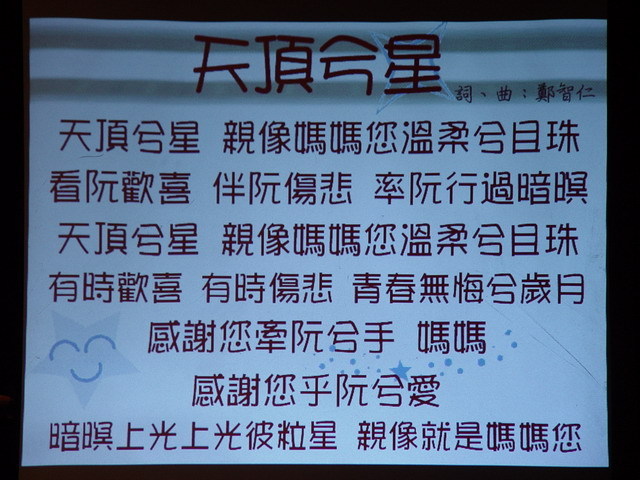 天頂兮星
詞、曲：鄭智仁
天頂兮星 親像媽媽您溫柔兮目珠
看阮歡喜 伴阮傷悲 率阮行過暗暝
天頂兮星 親像媽媽您溫柔兮目珠
有時歡喜 有時傷悲 青春無悔兮歲月
感謝您牽阮兮手 媽媽
感謝您乎阮兮愛
暗暝上光上光彼粒星 親像就是媽媽您